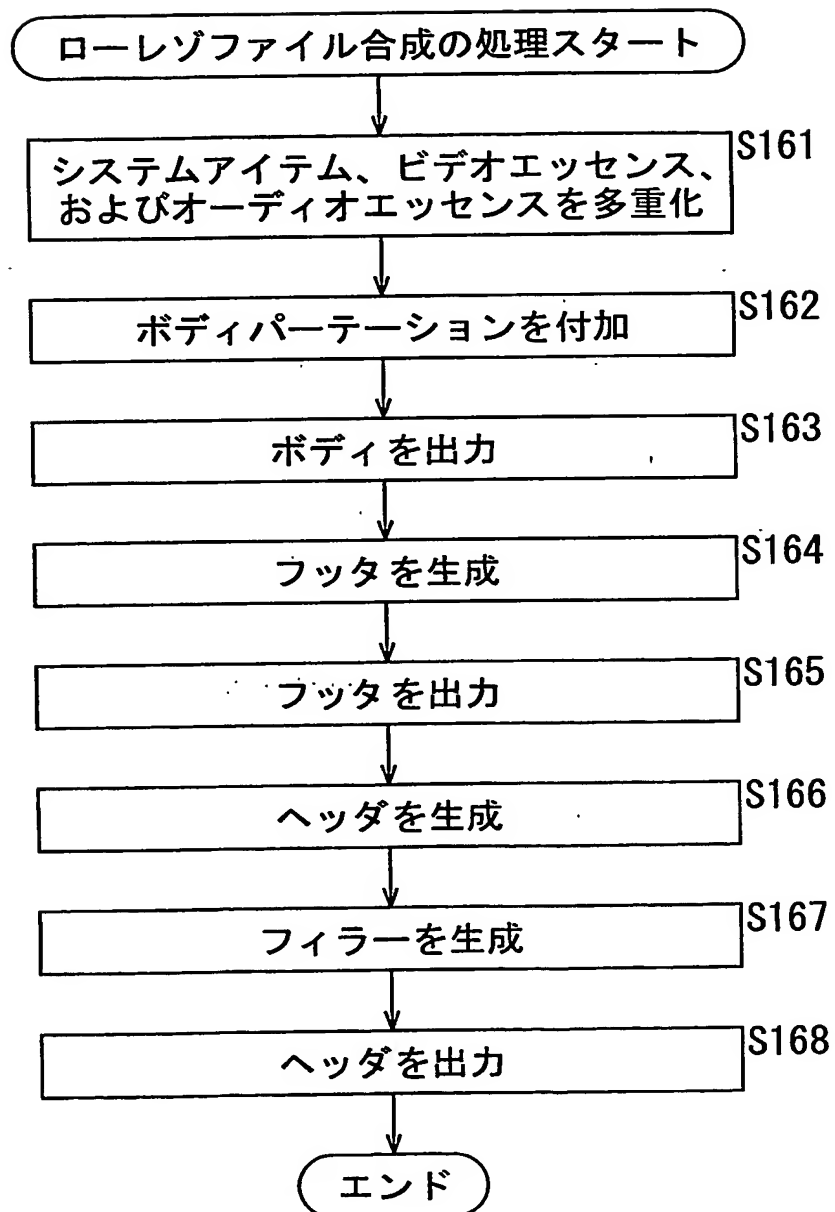 ローレゾファイル合成の処理スタート
S161
システムアイテム、ビデオエッセンス、
およびオーディオエッセンスを多重化
S162
ボディパーテーションを付加
S163
ボディを出力
S164
フッタを生成
S165
フッタを出力
S166
ヘッダを生成
S167
フィラーを生成
S168
ヘッダを出力
エンド